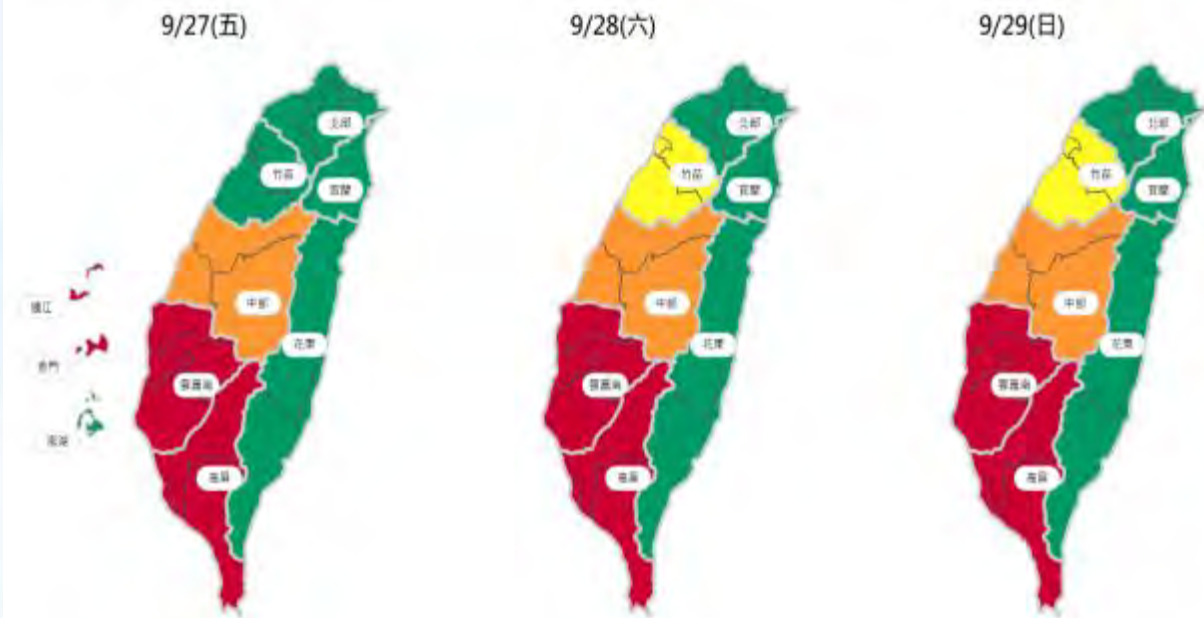 9/27(五)
9/28(六)
9/29(日)
北部
竹苗
宜蘭
中部
花東
雲嘉南
高屏
連江
金門
澎湖
北部
竹苗
宜蘭
中部
花東
雲嘉南
高屏
北部
竹苗
宜蘭
中部
花東
雲嘉南
高屏